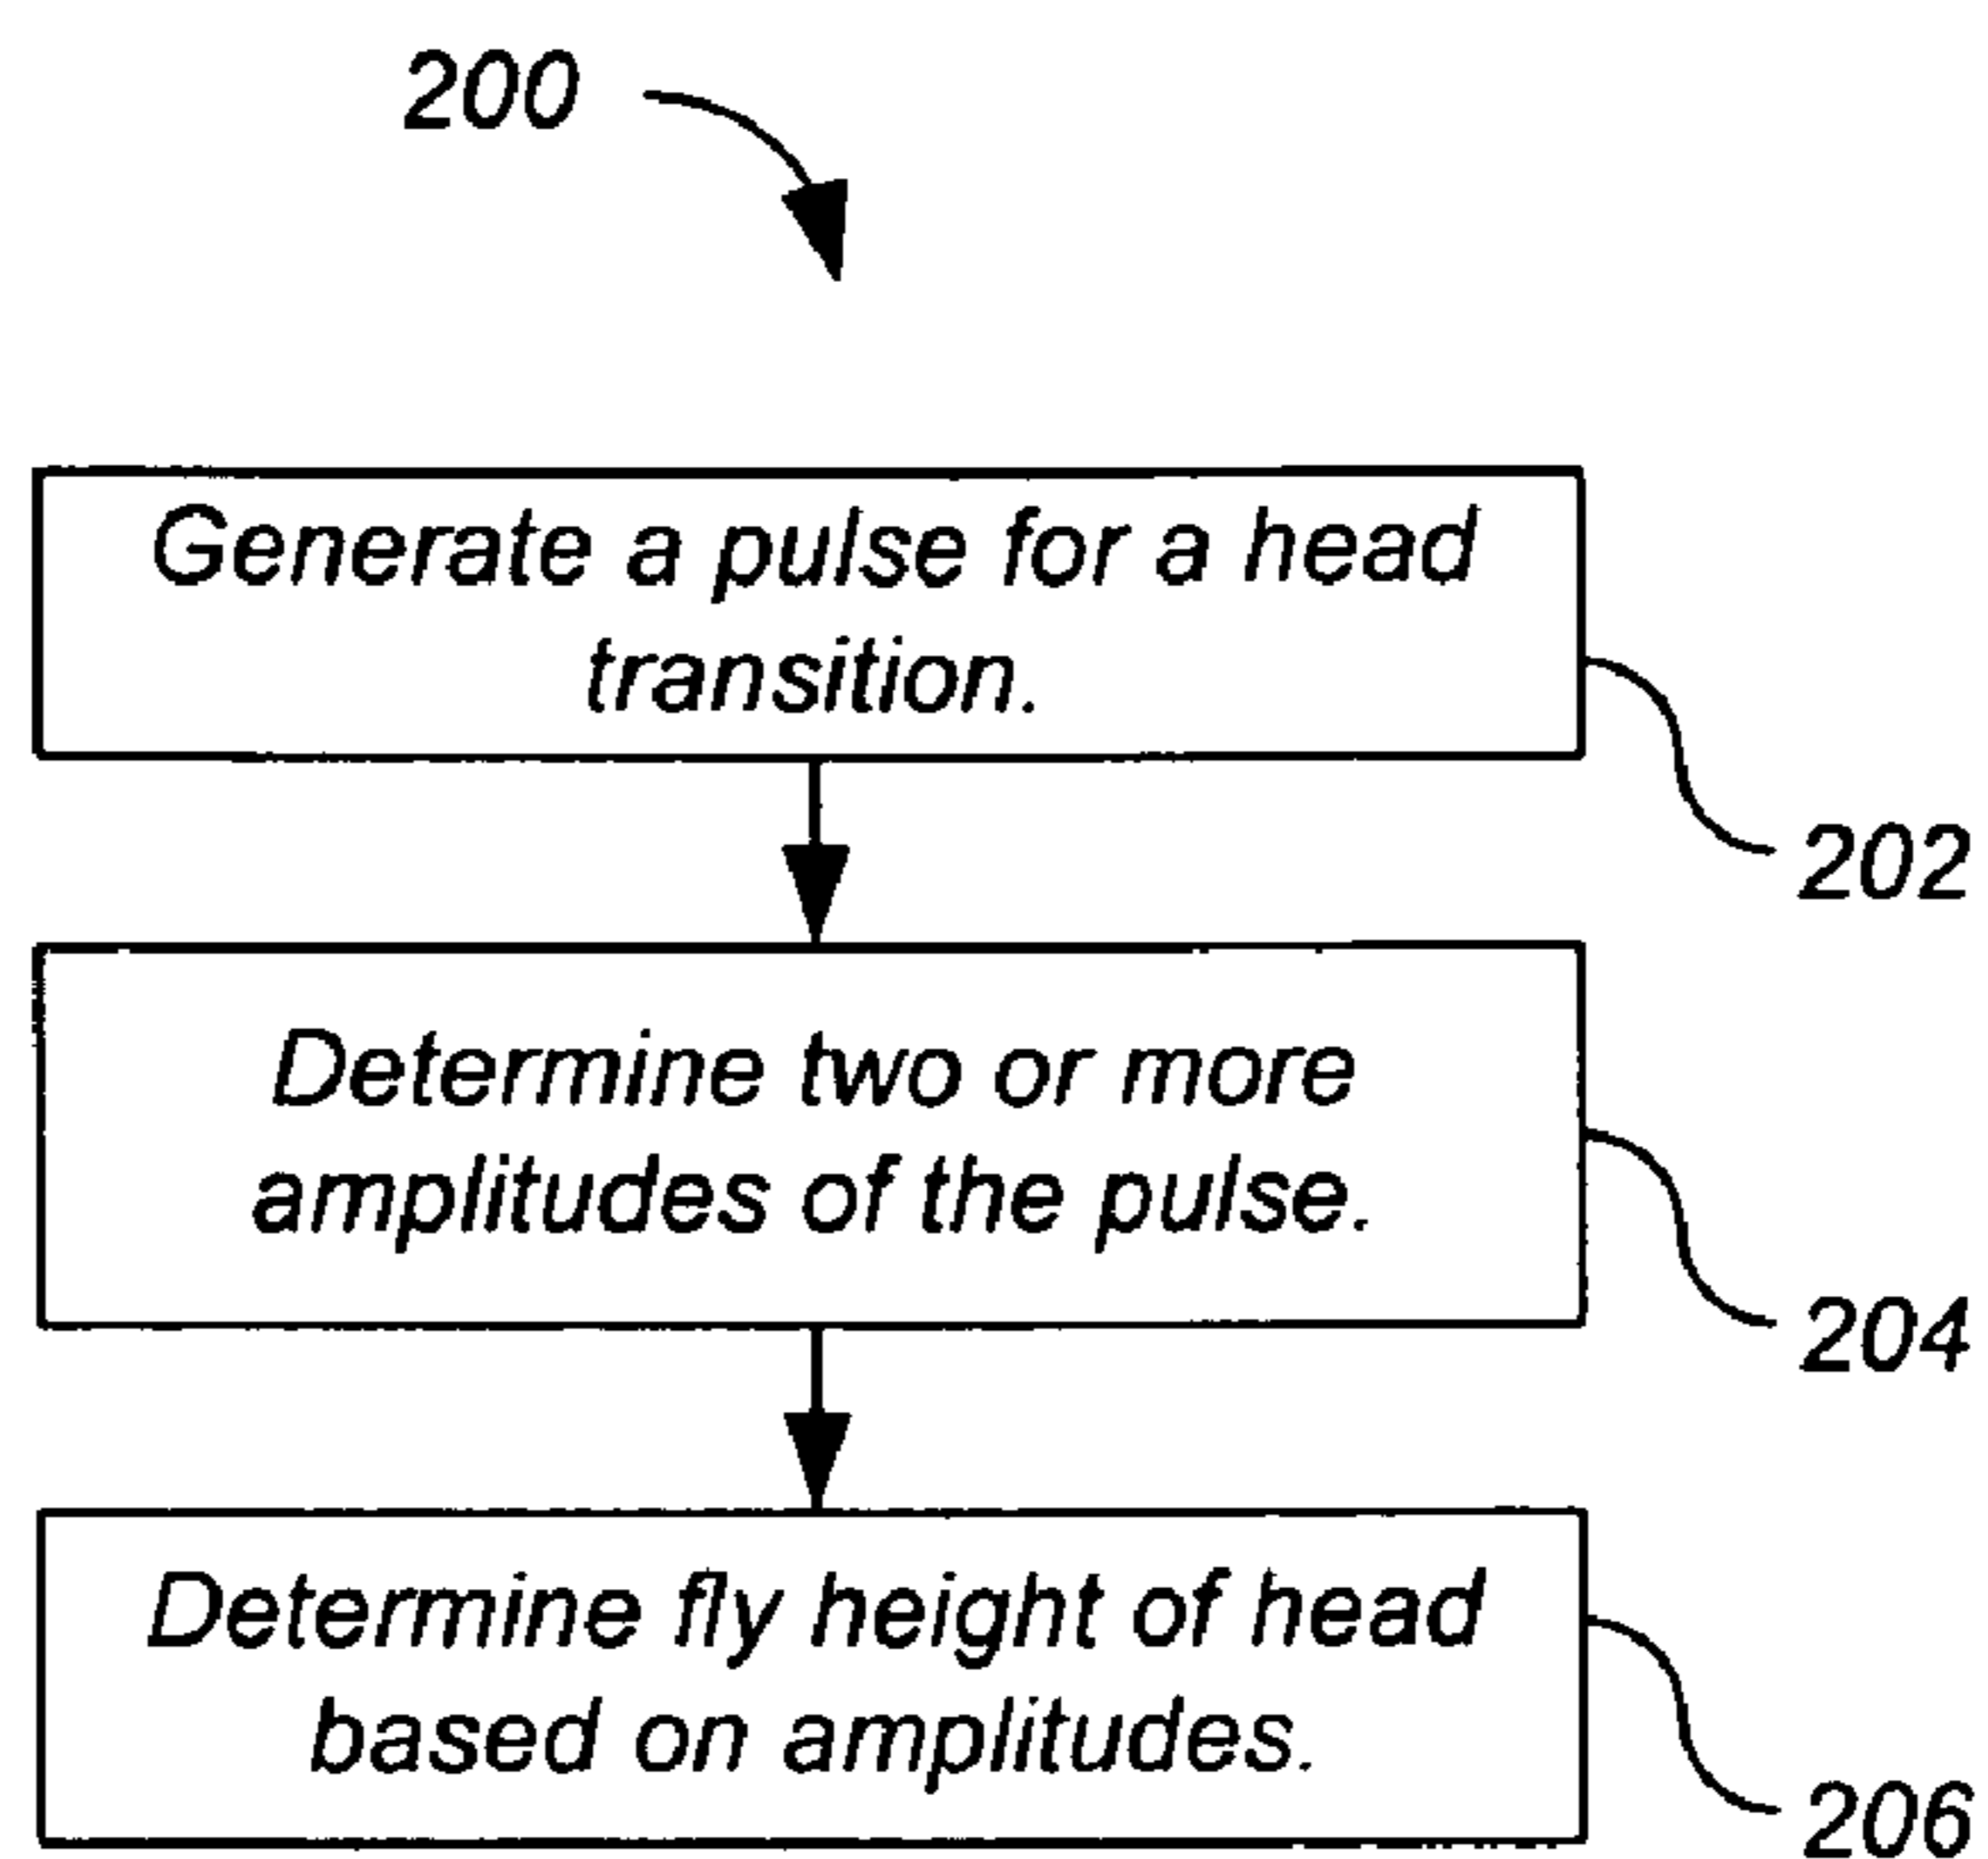 200
Generate a pulse for a head
transition.
202
Determine two or more
amplitudes of the pulse.
204
Determine fly height of head
based on amplitudes.
206